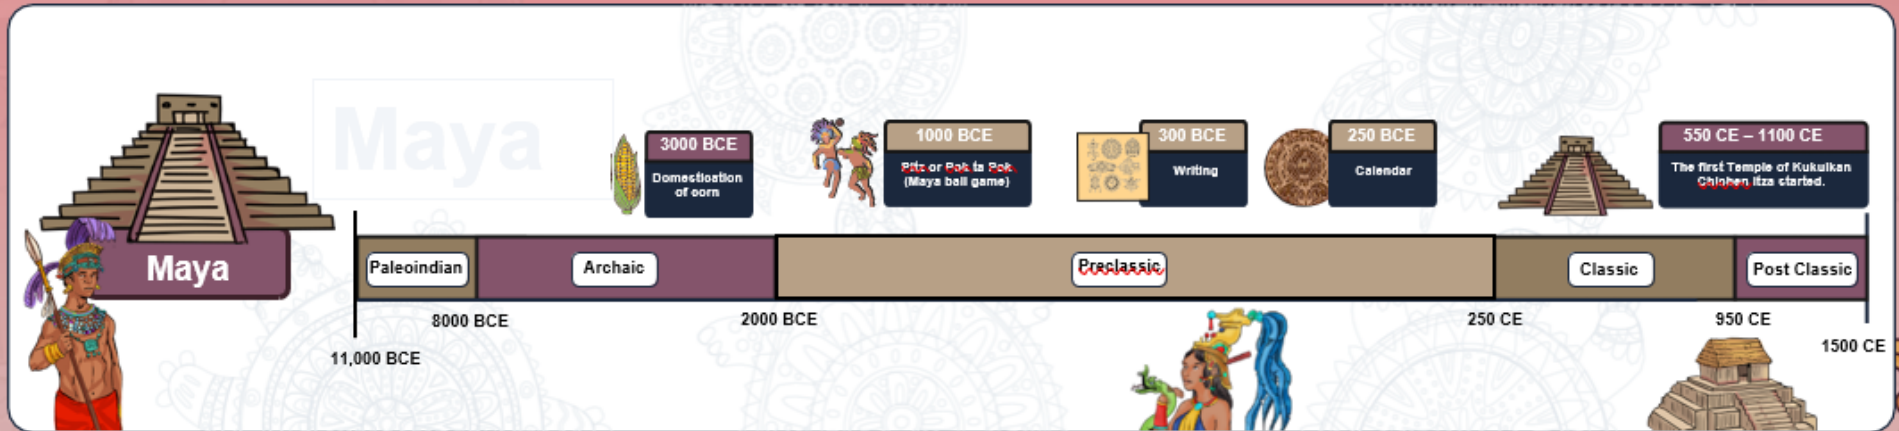 Maya
3000 BCE
Domestication
of corn
1000 BCE
Pitz or Pok ta Pok
(Maya ball game)
300 BCE
Writing
250 BCE
Calendar
550 CE – 1100 CE
The first Temple of Kukulkan
Chichen Itza started.
Maya
Paleoindian
Archaic
Preclassic
Classic
Post Classic
8000 BCE
2000 BCE
250 CE
950 CE
1500 CE
11,000 BCE